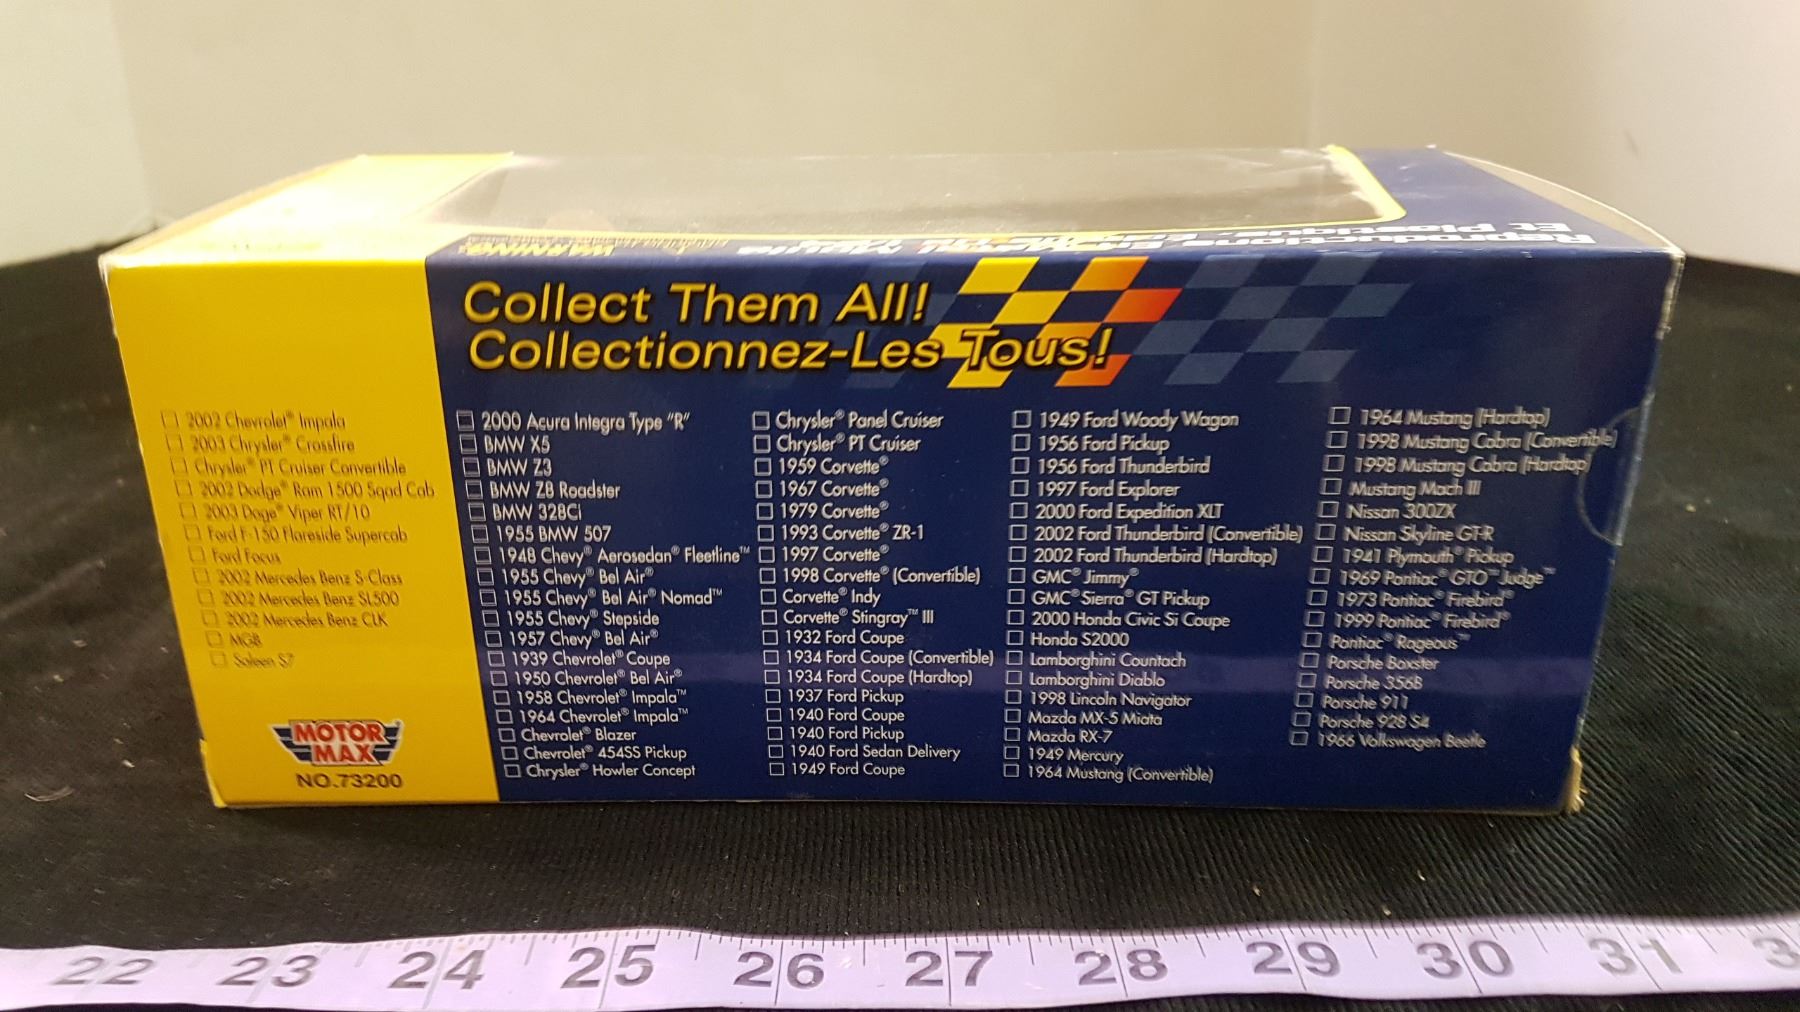 Reproductions En
Et Plastique.
WARNING:
Collect Them All!
Collectionnez-Les Tous!
2002 Chevrolet® Impala
2003 Chrysler® Crossfire
Chrysler® PT Cruiser Convertible
2002 Dodge® Ram 1500 Sqad Cab
2003 Doge® Viper RT/10
Ford F-150 Flareside Supercab
Ford Focus
2002 Mercedes Benz S-Class
2002 Mercedes Benz SL500
2002 Mercedes Benz CLK
MGB
Saleen S7
MOTOR
MAX
NO.73200
2000 Acura Integra Type "R"
BMW X5
BMW Z3
BMW Z8 Roadster
BMW 328Ci
1955 BMW 507
1948 Chevy® Aerosedan® Fleetline™
1955 Chevy® Bel Air®
1955 Chevy® Bel Air® Nomad™
1955 Chevy® Stepside
1957 Chevy® Bel Air®
1939 Chevrolet® Coupe
1950 Chevrolet® Bel Air®
1958 Chevrolet® Impala™
1964 Chevrolet® Impala™
Chevrolet® Blazer
Chevrolet® 454SS Pickup
Chrysler® Howler Concept
Chrysler® Panel Cruiser
Chrysler® PT Cruiser
1959 Corvette®
1967 Corvette®
1979 Corvette®
1993 Corvette® ZR-1
1997 Corvette®
1998 Corvette® (Convertible)
Corvette® Indy
Corvette® Stingray™ III
1932 Ford Coupe
1934 Ford Coupe (Convertible)
1934 Ford Coupe (Hardtop)
1937 Ford Pickup
1940 Ford Coupe
1940 Ford Pickup
1940 Ford Sedan Delivery
1949 Ford Coupe
1949 Ford Woody Wagon
1956 Ford Pickup
1956 Ford Thunderbird
1997 Ford Explorer
2000 Ford Expedition XLT
2002 Ford Thunderbird (Convertible)
2002 Ford Thunderbird (Hardtop)
GMC® Jimmy®
GMC® Sierra® GT Pickup
2000 Honda Civic Si Coupe
Honda S2000
Lamborghini Countach
Lamborghini Diablo
1998 Lincoln Navigator
Mazda MX-5 Miata
Mazda RX-7
1949 Mercury
1964 Mustang (Convertible)
1964 Mustang (Hardtop)
1998 Mustang Cobra (Convertible)
1998 Mustang Cobra (Hardtop)
Mustang Mach III
Nissan 300ZX
Nissan Skyline GT-R
1941 Plymouth® Pickup
1969 Pontiac® GTO™ Judge™
1973 Pontiac® Firebird®
1999 Pontiac® Firebird®
Pontiac® Rageous™
Porsche Boxster
Porsche 356B
Porsche 911
Porsche 928 S4
1966 Volkswagen Beetle
22 23 24 25 26 27 28 29 30 31